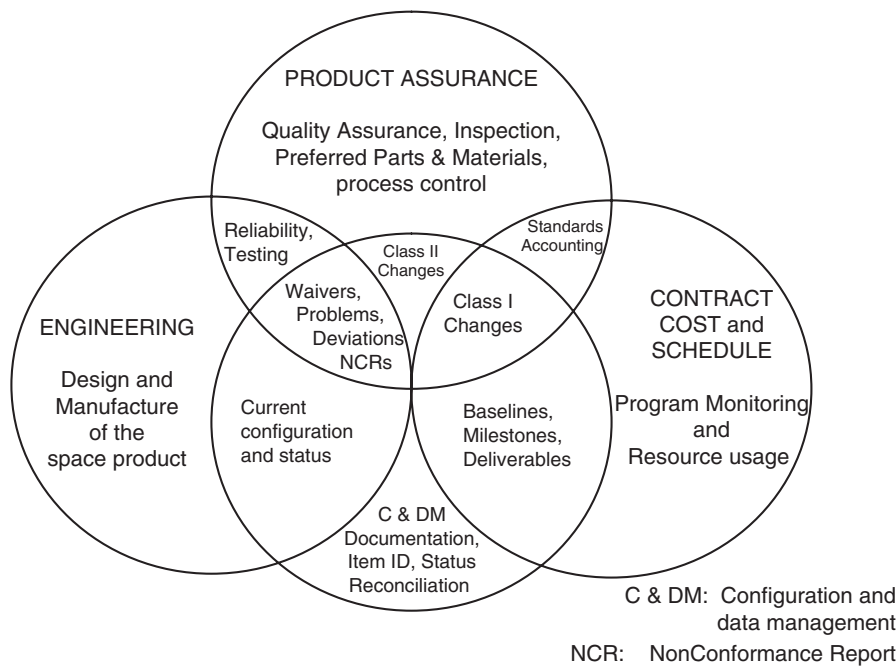 PRODUCT ASSURANCE
Quality Assurance, Inspection,
Preferred Parts & Materials,
process control
Reliability,
Testing
Standards
Accounting
Class II
Changes
Waivers,
Problems,
Deviations
NCRs
Class I
Changes
ENGINEERING
Design and
Manufacture
of the
space product
CONTRACT
COST and
SCHEDULE
Program Monitoring
and
Resource usage
Current
configuration
and status
Baselines,
Milestones,
Deliverables
C & DM
Documentation,
Item ID, Status
Reconciliation
C & DM: Configuration and
data management
NCR: NonConformance Report